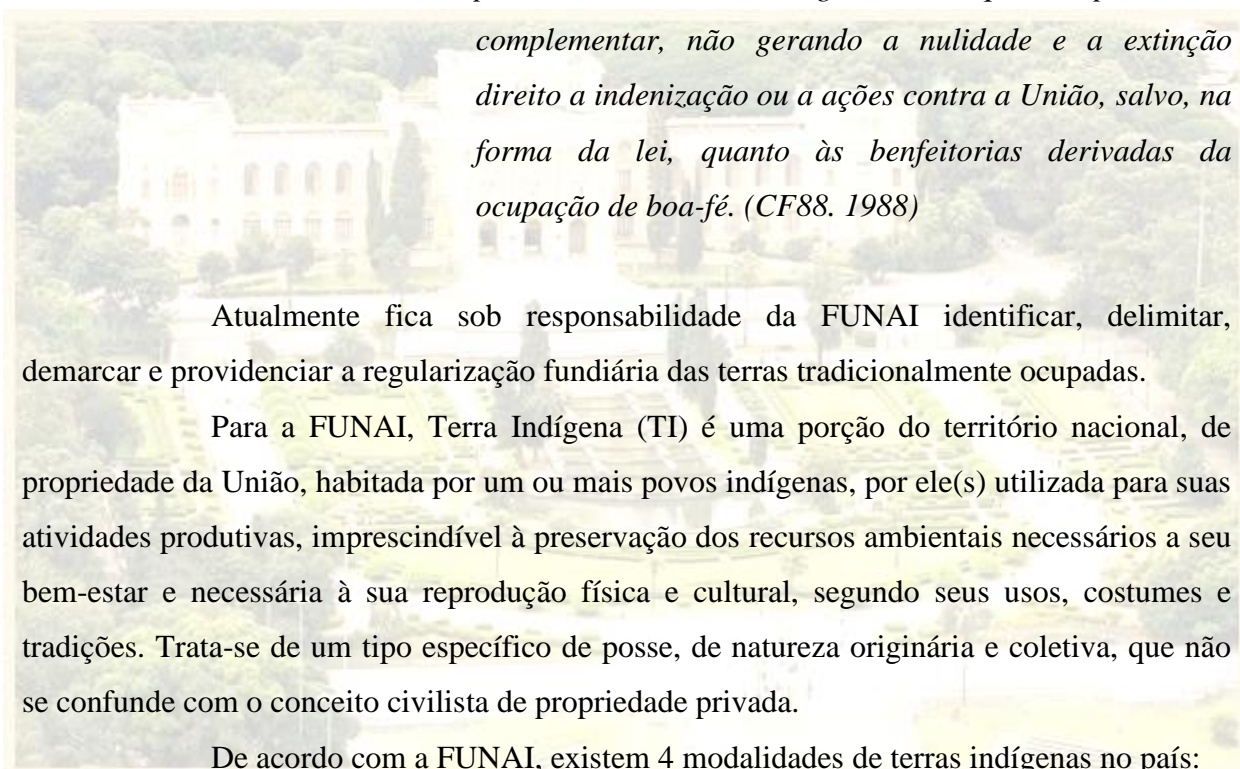 complementar, não gerando a nulidade e a extinção
direito a indenização ou a ações contra a União, salvo, na
forma da lei, quanto às benfeitorias derivadas da
ocupação de boa-fé. (CF88. 1988)
Atualmente fica sob responsabilidade da FUNAI identificar, delimitar,
demarcar e providenciar a regularização fundiária das terras tradicionalmente ocupadas.
Para a FUNAI, Terra Indígena (TI) é uma porção do território nacional, de
propriedade da União, habitada por um ou mais povos indígenas, por ele(s) utilizada para suas
atividades produtivas, imprescindível à preservação dos recursos ambientais necessários a seu
bem-estar e necessária à sua reprodução física e cultural, segundo seus usos, costumes e
tradições. Trata-se de um tipo específico de posse, de natureza originária e coletiva, que não
se confunde com o conceito civilista de propriedade privada.
De acordo com a FUNAI, existem 4 modalidades de terras indígenas no país: